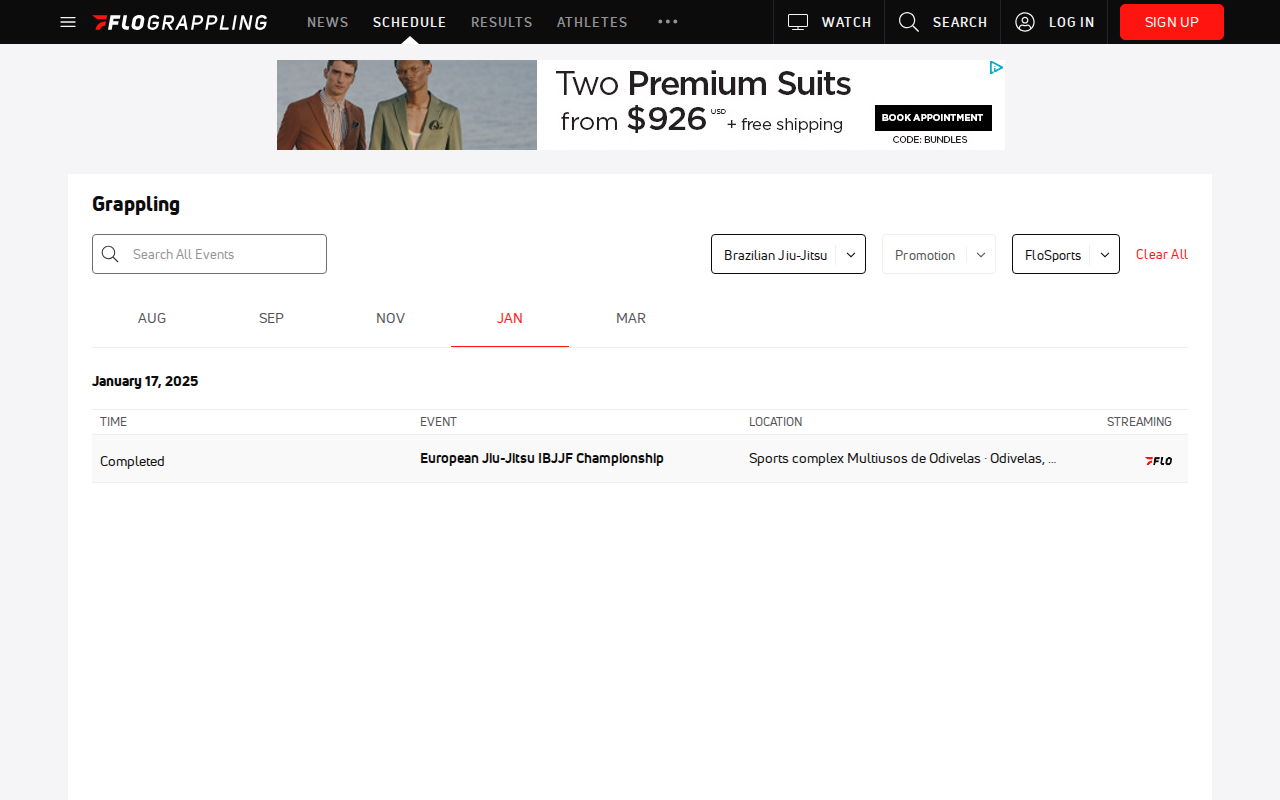 FLOGRAPPLING NEWS SCHEDULE RESULTS ATHLETES WATCH SEARCH LOG IN SIGN UP
Two Premium Suits
from $926 USD + free shipping
BOOK APPOINTMENT
CODE: BUNDLES
Grappling
Search All Events Brazilian Jiu-Jitsu Promotion FloSports Clear All
AUG SEP NOV JAN MAR
January 17, 2025
TIME EVENT LOCATION STREAMING
Completed European Jiu-Jitsu IBJJF Championship Sports complex Multiusos de Odivelas · Odivelas, ... FLO